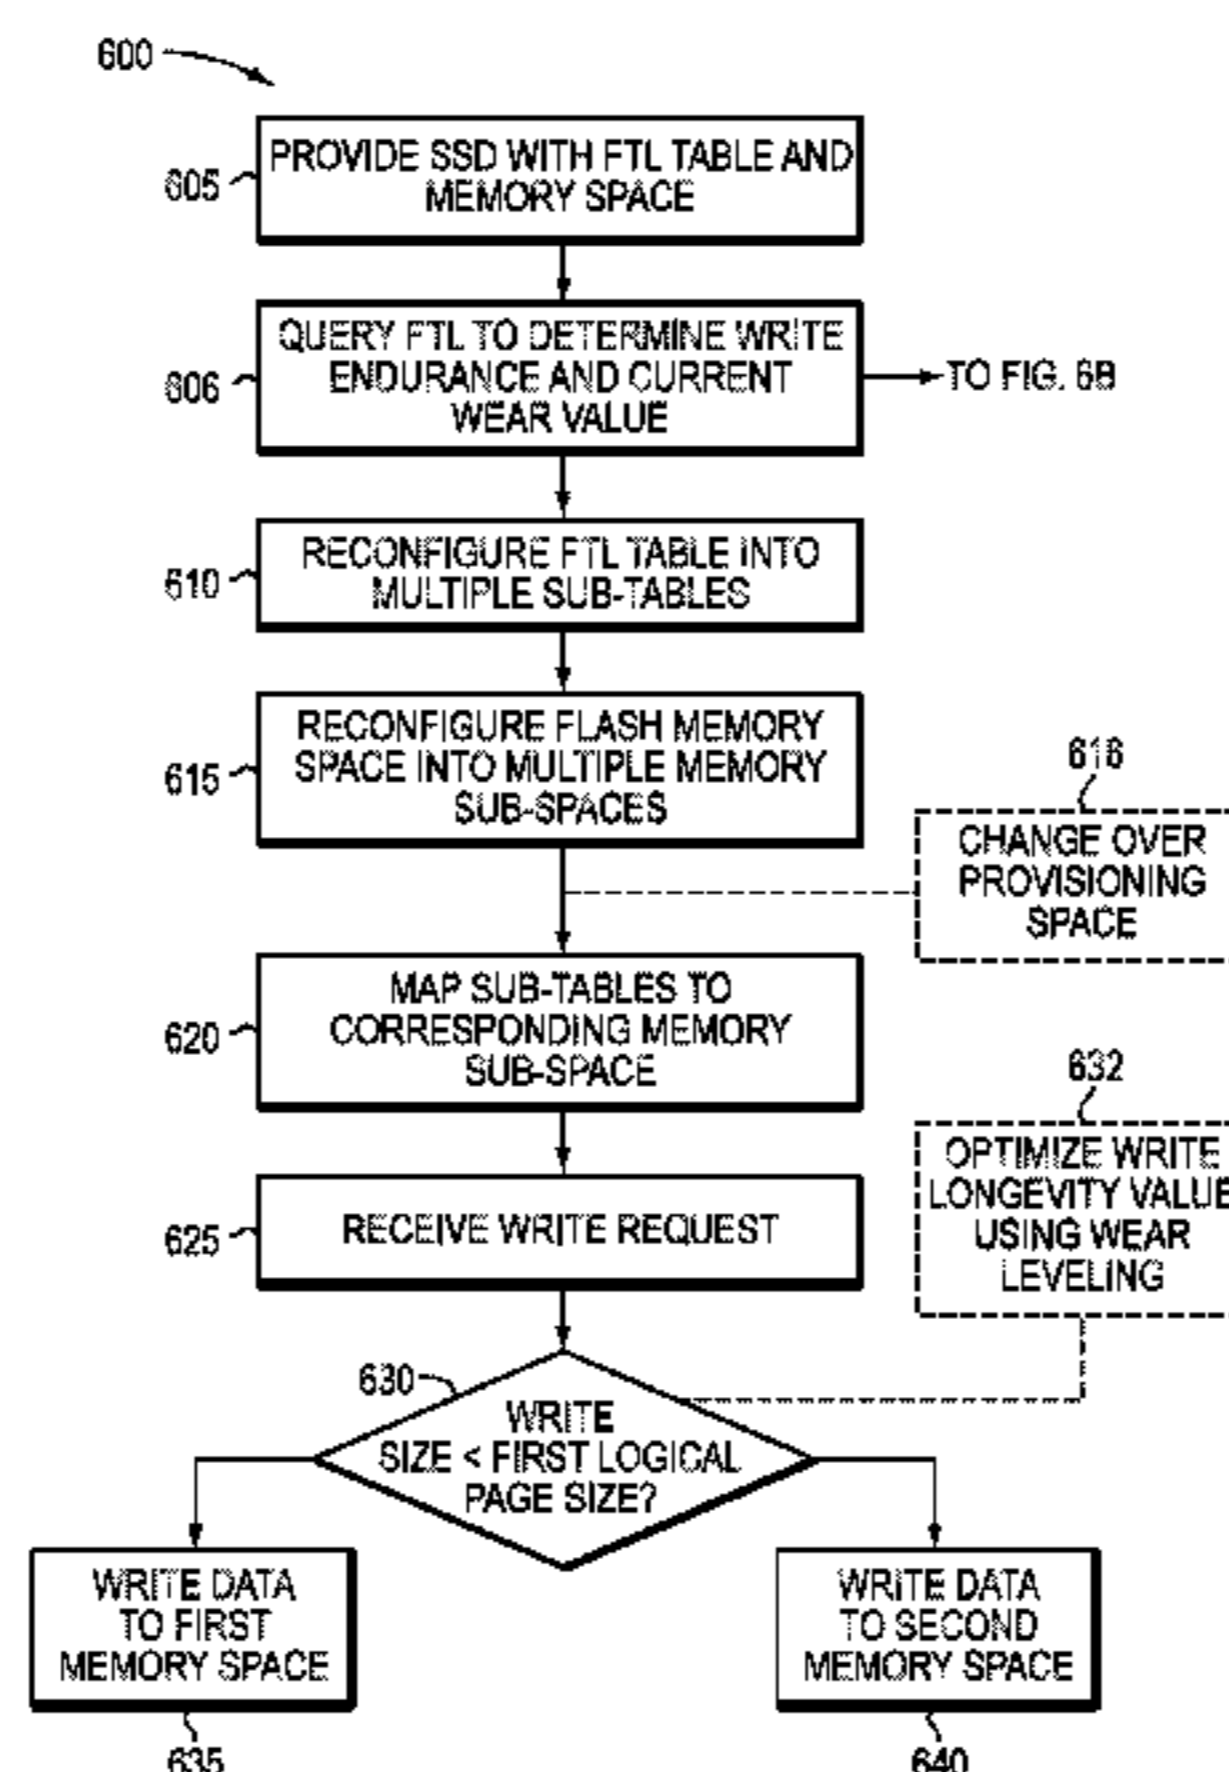 600
PROVIDE SSD WITH FTL TABLE AND
MEMORY SPACE
605
QUERY FTL TO DETERMINE WRITE
ENDURANCE AND CURRENT
WEAR VALUE
606
TO FIG. 6B
RECONFIGURE FTL TABLE INTO
MULTIPLE SUB-TABLES
610
RECONFIGURE FLASH MEMORY
SPACE INTO MULTIPLE MEMORY
SUB-SPACES
615
616
CHANGE OVER
PROVISIONING
SPACE
MAP SUB-TABLES TO
CORRESPONDING MEMORY
SUB-SPACE
620
632
OPTIMIZE WRITE
LONGEVITY VALUE
USING WEAR
LEVELING
RECEIVE WRITE REQUEST
625
630
WRITE
SIZE < FIRST LOGICAL
PAGE SIZE?
WRITE DATA
TO FIRST
MEMORY SPACE
635
WRITE DATA
TO SECOND
MEMORY SPACE
640